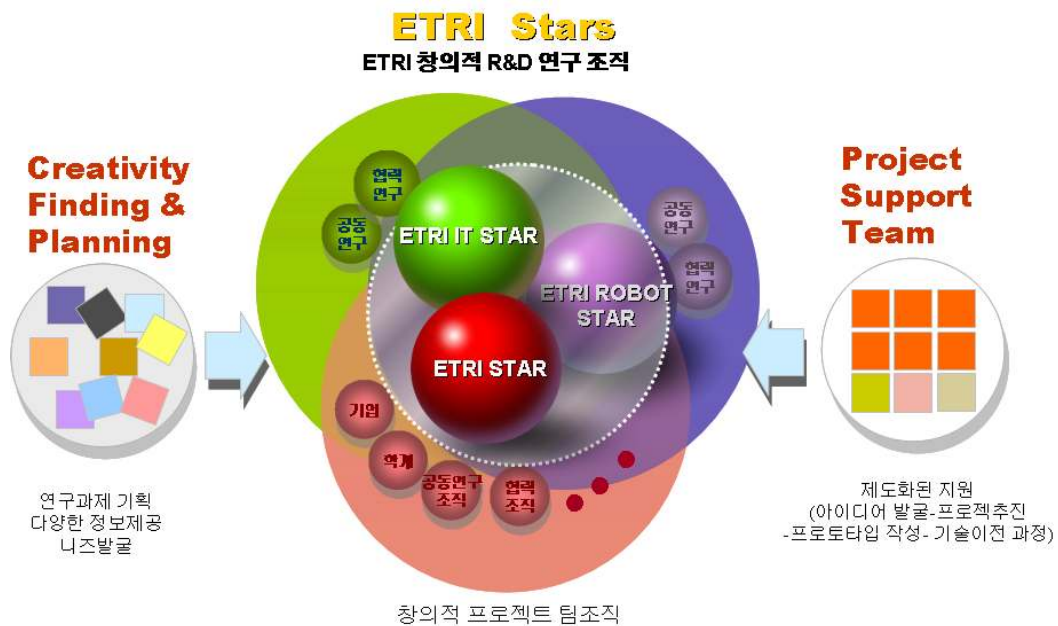 ETRI Stars
ETRI 창의적 R&D 연구 조직
Creativity
Finding &
Planning
연구과제 기획
다양한 정보제공
니즈발굴
협력
연구
공동
연구
ETRI IT STAR
공동
연구
협력
연구
ETRI ROBOT
STAR
ETRI STAR
기업
학계
공동연구
조직
협력
조직
창의적 프로젝트 팀조직
Project
Support
Team
제도화된 지원
(아이디어 발굴-프로젝추진
-프로토타입 작성- 기술이전 과정)